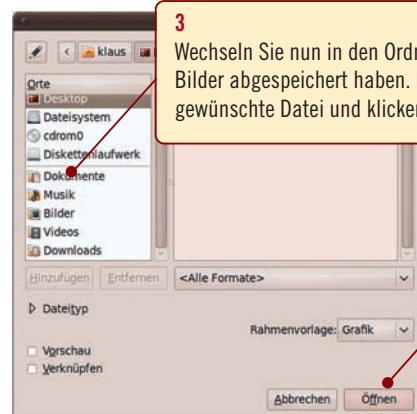 3
Wechseln Sie nun in den Ordn
Bilder abgespeichert haben.
gewünschte Datei und klicken
klaus
Orte
Desktop
Dateisystem
cdrom0
Diskettenlaufwerk
Dokumente
Musik
Bilder
Videos
Downloads
Hinzufügen Entfernen <Alle Formate>
Dateityp
Rahmenvorlage: Grafik
Vorschau
Verknüpfen
Abbrechen Öffnen